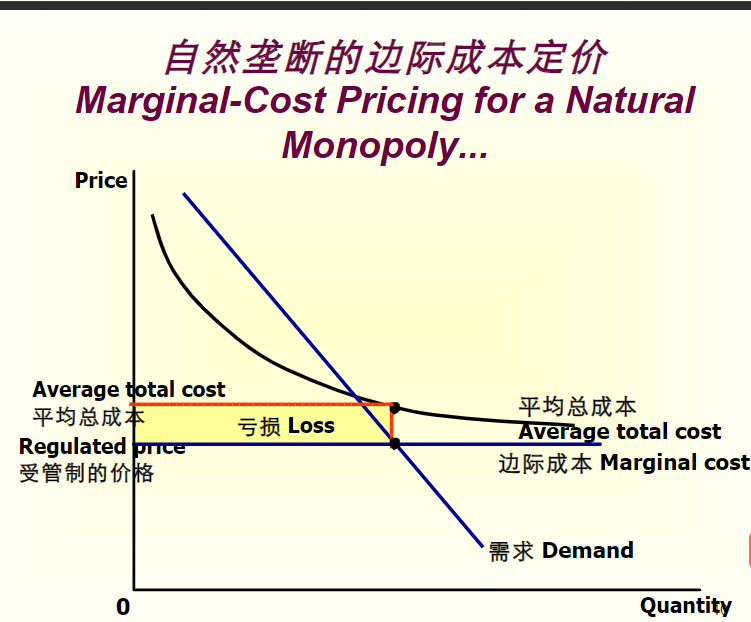 自然垄断的边际成本定价
Marginal-Cost Pricing for a Natural
Monopoly...
Price
Average total cost
平均总成本
亏损 Loss
Regulated price
受管制的价格
平均总成本
Average total cost
边际成本 Marginal cost
需求 Demand
0
Quantity